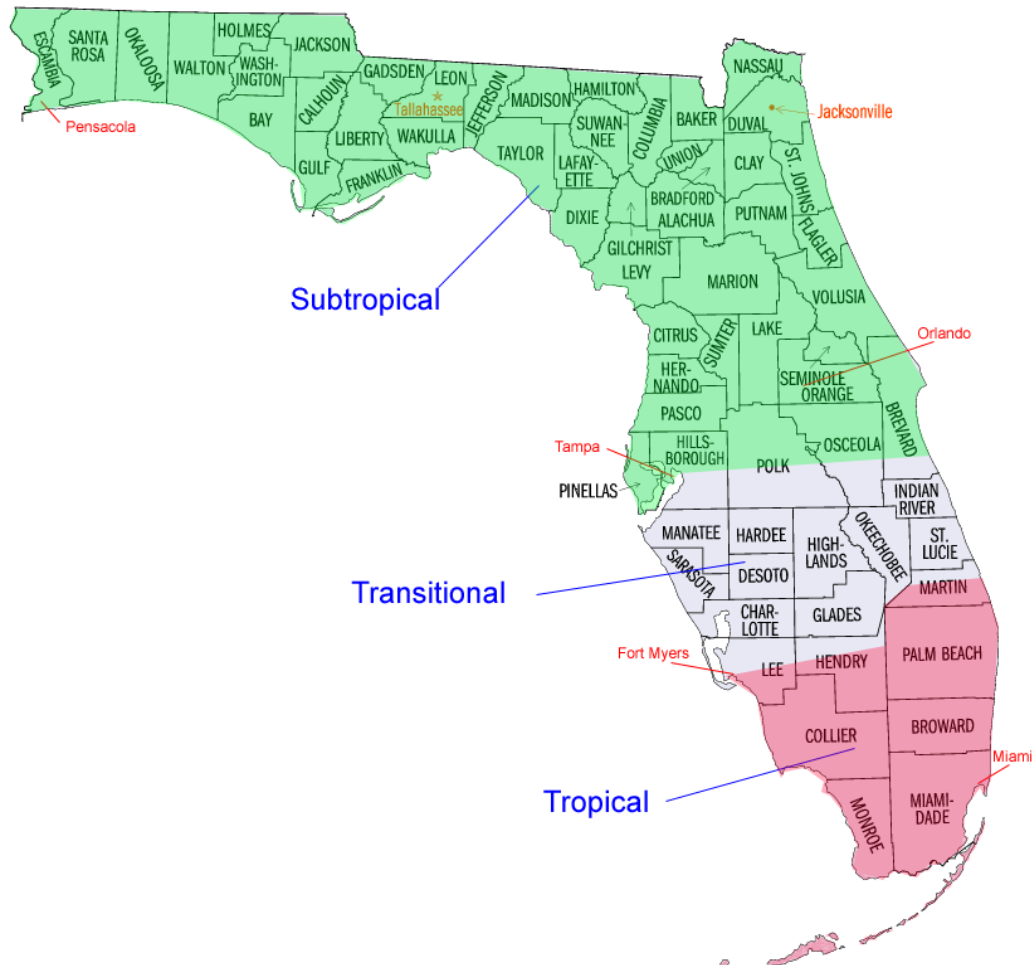 HOLMES
JACKSON
ESCAMBIA
SANTA
ROSA
OKALOOSA
WALTON
WASH-
INGTON
BAY
CALHOUN
GULF
GADSDEN
LEON
Tallahassee
LIBERTY
WAKULLA
FRANKLIN
JEFFERSON
MADISON
HAMILTON
TAYLOR
SUWAN-
NEE
LAFAY-
ETTE
COLUMBIA
BAKER
NASSAU
DUVAL
Jacksonville
UNION
CLAY
ST. JOHNS
BRADFORD
ALACHUA
PUTNAM
FLAGLER
DIXIE
GILCHRIST
LEVY
MARION
VOLUSIA
Pensacola
Subtropical
CITRUS
SUMTER
LAKE
Orlando
HER-
NANDO
SEMINOLE
ORANGE
PASCO
BREVARD
OSCEOLA
Tampa
HILLS-
BOROUGH
POLK
PINELLAS
INDIAN
RIVER
MANATEE
HARDEE
HIGH-
LANDS
OKEECHOBEE
ST.
LUCIE
SARASOTA
DESOTO
Transitional
MARTIN
CHAR-
LOTTE
GLADES
Fort Myers
LEE
HENDRY
PALM BEACH
COLLIER
BROWARD
Miami
Tropical
MONROE
MIAMI-
DADE